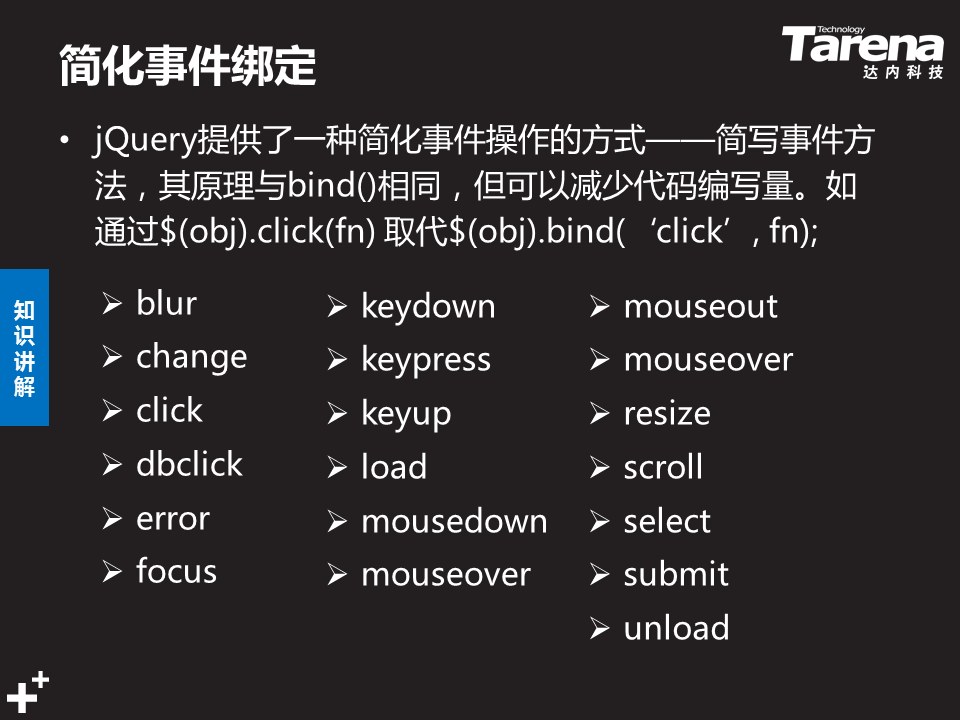 简化事件绑定
Technology
Tarena
达内科技
• jQuery提供了一种简化事件操作的方式——简写事件方
法，其原理与bind()相同，但可以减少代码编写量。如
通过$(obj).click(fn) 取代$(obj).bind(‘click’, fn);
知识讲解
➢ blur
➢ change
➢ click
➢ dbclick
➢ error
➢ focus
➢ keydown
➢ keypress
➢ keyup
➢ load
➢ mousedown
➢ mouseover
➢ mouseout
➢ mouseover
➢ resize
➢ scroll
➢ select
➢ submit
➢ unload